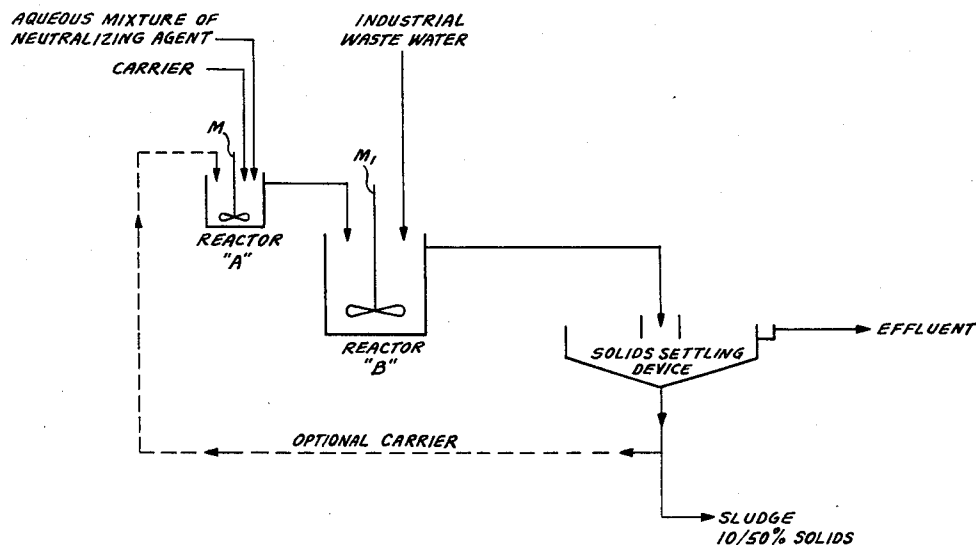 AQUEOUS MIXTURE OF
NEUTRALIZING AGENT
CARRIER
INDUSTRIAL
WASTE WATER
M
M1
REACTOR
"A"
REACTOR
"B"
SOLIDS SETTLING
DEVICE
EFFLUENT
OPTIONAL CARRIER
SLUDGE
10/50% SOLIDS